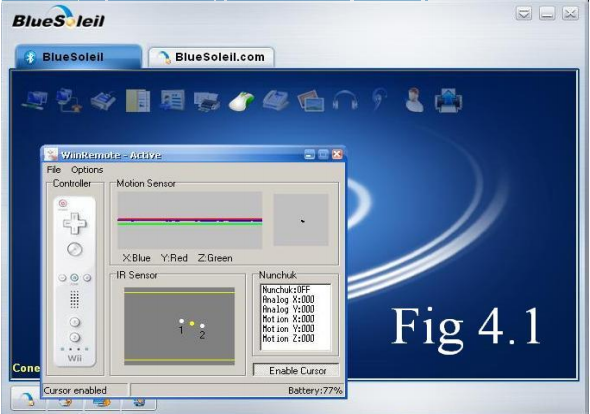 BlueSoleil
BlueSoleil
BlueSoleil.com
WiinRemote - Active
File Options
Controller
Motion Sensor
X:Blue Y:Red Z:Green
IR Sensor
1
2
Nunchuk
Nunchuk:OFF
Analog X:000
Analog Y:000
Motion X:000
Motion Y:000
Motion Z:000
Wii
Enable Cursor
Cursor enabled
Battery:77%
Cone
Fig 4.1